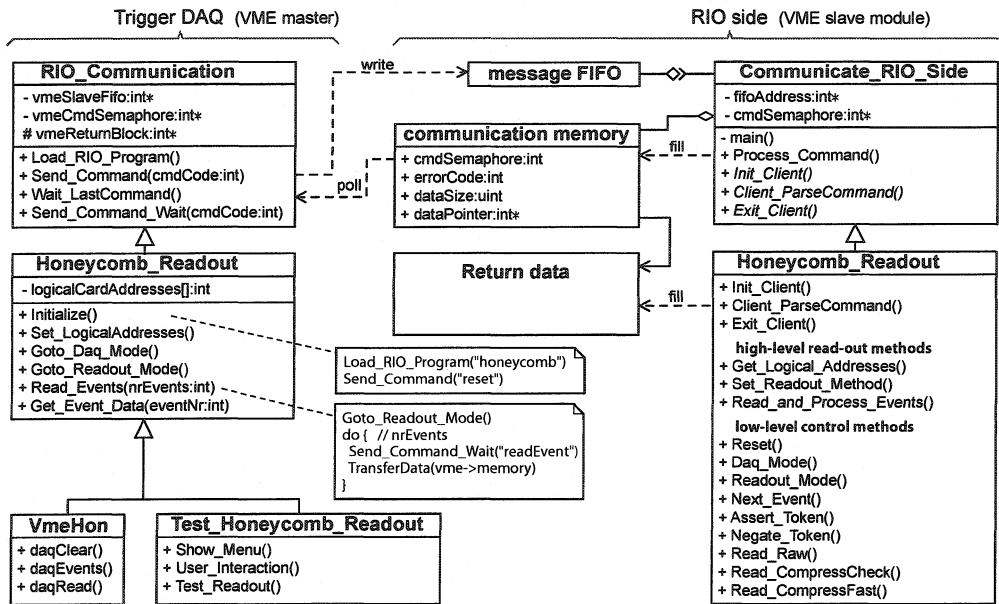 Trigger DAQ (VME master)
RIO side (VME slave module)
RIO_Communication
- vmeSlaveFifo:int*
- vmeCmdSemaphore:int*
# vmeReturnBlock:int*
+ Load_RIO_Program()
+ Send_Command(cmdCode:int)
+ Wait_LastCommand()
+ Send_Command_Wait(cmdCode:int)
write
poll
message FIFO
communication memory
+ cmdSemaphore:int
+ errorCode:int
+ dataSize:uint
+ dataPointer:int*
fill
Communicate_RIO_Side
- fifoAddress:int*
- cmdSemaphore:int*
- main()
+ Process_Command()
+ Init_Client()
+ Client_ParseCommand()
+ Exit_Client()
Honeycomb_Readout
- logicalCardAddresses[]:int
+ Initialize()
+ Set_LogicalAddresses()
+ Goto_Daq_Mode()
+ Goto_Readout_Mode()
+ Read_Events(nrEvents:int)
+ Get_Event_Data(eventNr:int)
Return data
fill
Load_RIO_Program("honeycomb")
Send_Command("reset")
Goto_Readout_Mode()
do { // nrEvents
Send_Command_Wait("readEvent")
TransferData(vme->memory)
}
Honeycomb_Readout
+ Init_Client()
+ Client_ParseCommand()
+ Exit_Client()
high-level read-out methods
+ Get_Logical_Addresses()
+ Set_Readout_Method()
+ Read_and_Process_Events()
low-level control methods
+ Reset()
+ Daq_Mode()
+ Readout_Mode()
+ Next_Event()
+ Assert_Token()
+ Negate_Token()
+ Read_Raw()
+ Read_CompressCheck()
+ Read_CompressFast()
VmeHon
+ daqClear()
+ daqEvents()
+ daqRead()
Test_Honeycomb_Readout
+ Show_Menu()
+ User_Interaction()
+ Test_Readout()